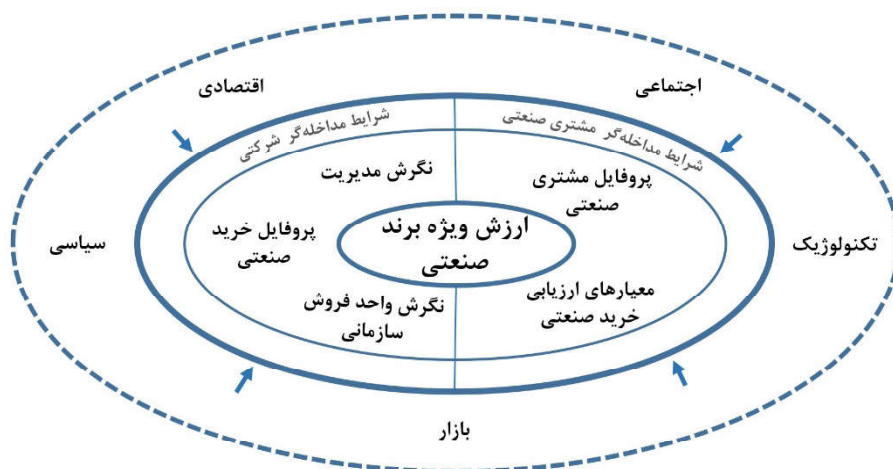 اجتماعی
اقتصادی
شرایط مداخله‌گر مشتری صنعتی
شرایط مداخله‌گر شرکتی
پروفایل مشتری
صنعتی
نگرش مدیریت
ارزش ویژه برند
صنعتی
پروفایل خرید
صنعتی
تکنولوژیک
سیاسی
معیارهای ارزیابی
خرید صنعتی
نگرش واحد فروش
سازمانی
بازار